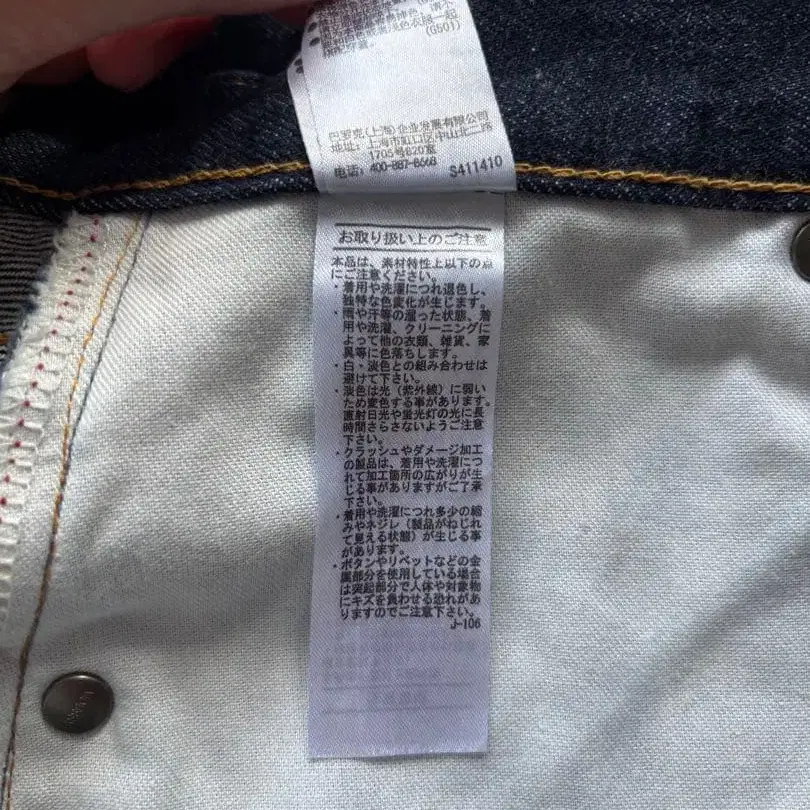 (G501)
巴罗克(上海)企业发展有限公司
地址: 上海市虹口区中山北二路
1705号820室
电话: 400-887-8668 S411410
お取り扱い上のご注意
本品は、素材特性上以下の点
にご注意ください。
・着用や洗濯につれ退色し、
独特な色変化が生じます。
・雨や汗等の湿った状態、着
用や洗濯、クリーニングに
よって他の衣類、雑貨、家
具等に色落ちします。
・白・淡色との組み合わせは
避けて下さい。
・淡色は光(紫外線)に弱い
ため変色する事があります。
直射日光や蛍光灯の光に長
時間さらさないようご注意
下さい。
・クラッシュやダメージ加工
の製品は、着用や洗濯につ
れて加工箇所の広がりが生
じる事がありますがご了承
下さい。
・着用や洗濯につれ多少の縮
みやネジレ(製品がねじれ
て見える状態)が生じる事
があります。
・ボタンやリベットなどの金
属部分を使用している場合
は突起部分で人体や対象物
にキズを負わせる恐れがあ
りますのでご注意下さい。
J-106